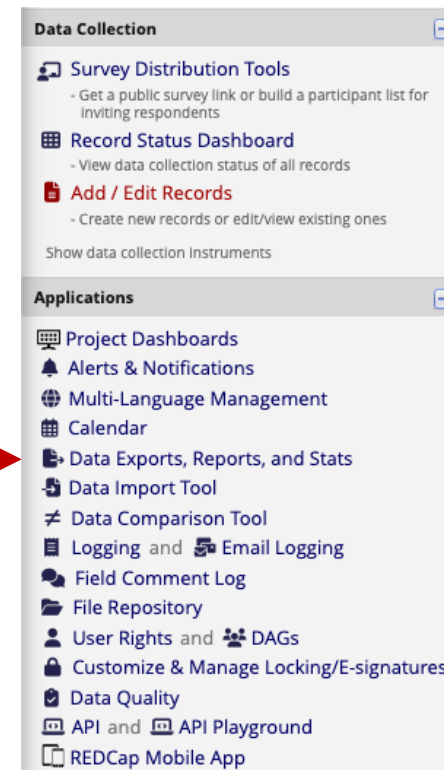 Data Collection
Survey Distribution Tools
- Get a public survey link or build a participant list for
inviting respondents
Record Status Dashboard
- View data collection status of all records
Add / Edit Records
- Create new records or edit/view existing ones
Show data collection instruments
Applications
Project Dashboards
Alerts & Notifications
Multi-Language Management
Calendar
Data Exports, Reports, and Stats
Data Import Tool
Data Comparison Tool
Logging and Email Logging
Field Comment Log
File Repository
User Rights and DAGs
Customize & Manage Locking/E-signatures
Data Quality
API and API Playground
REDCap Mobile App